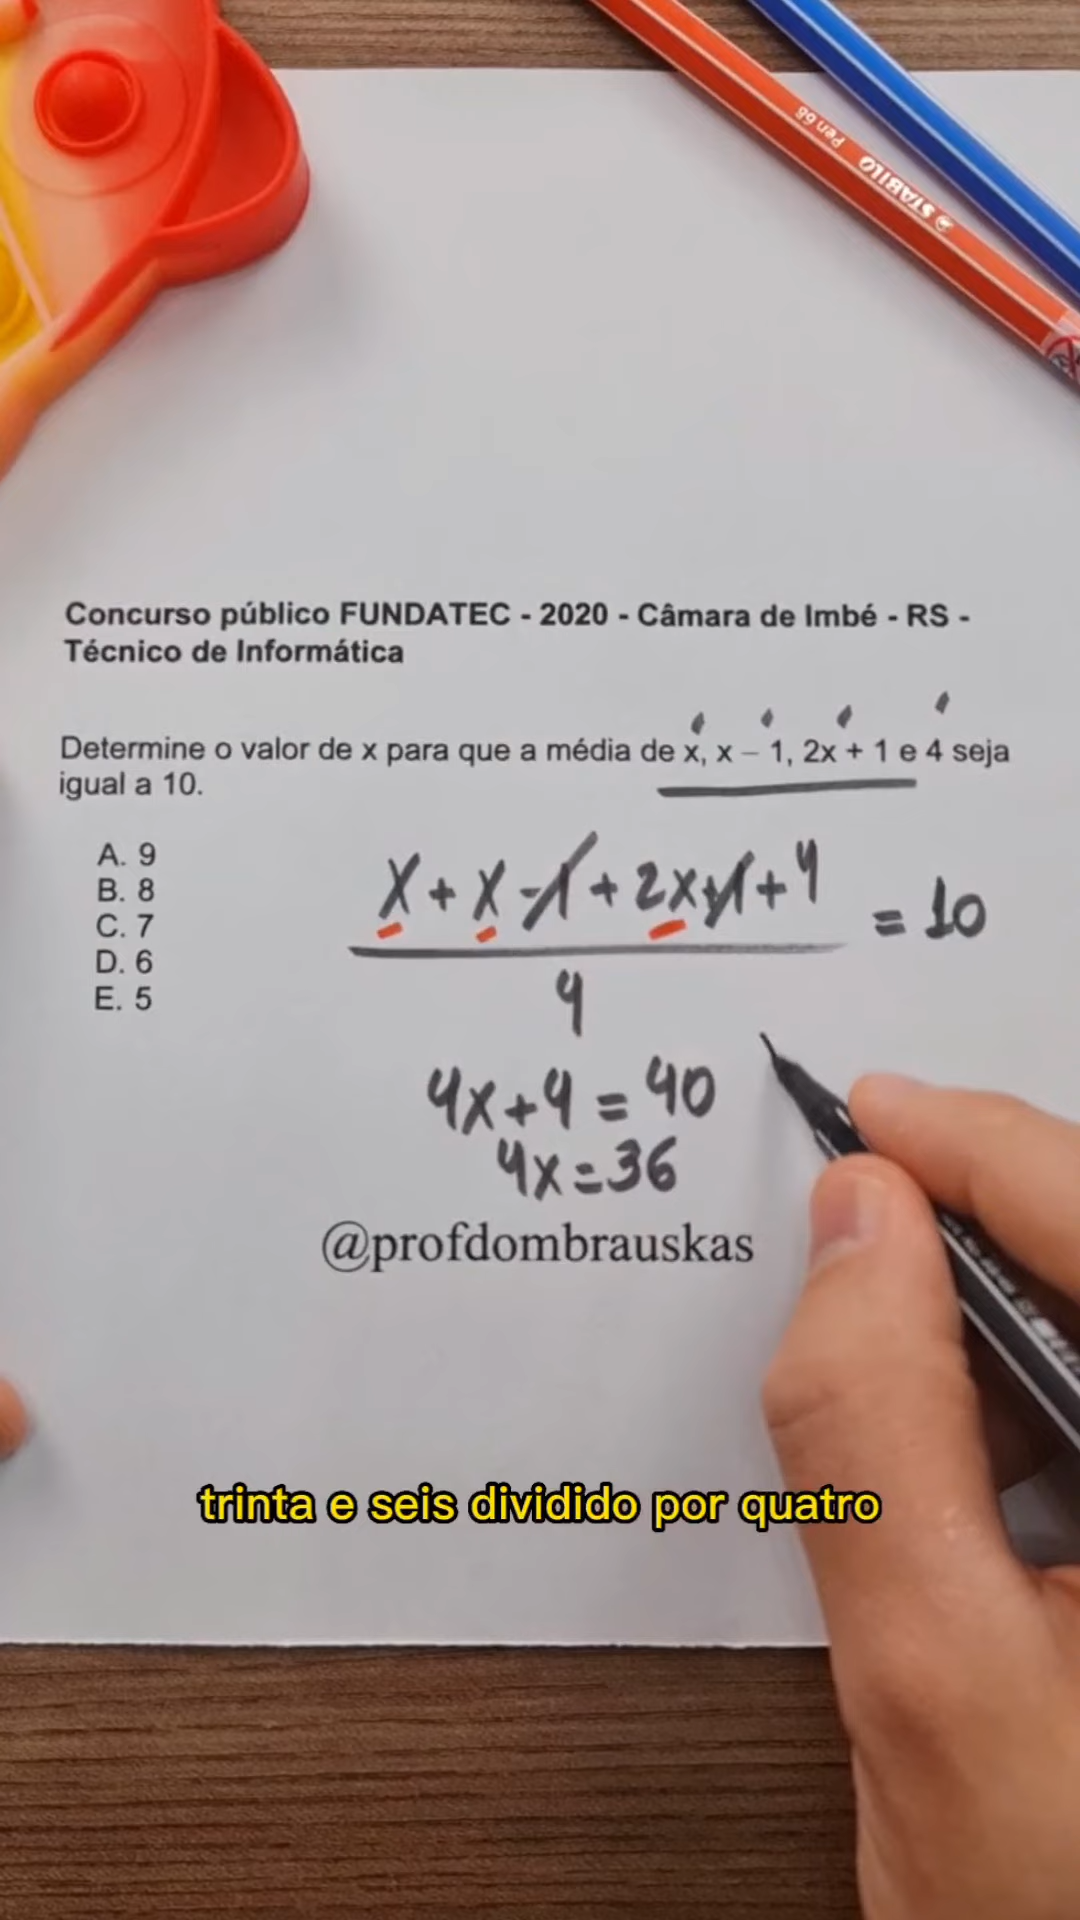 Pen 68 STABILO
Concurso público FUNDATEC - 2020 - Câmara de Imbé - RS -
Técnico de Informática
Determine o valor de x para que a média de x, x – 1, 2x + 1 e 4 seja
igual a 10.
A. 9
B. 8
C. 7
D. 6
E. 5
x + x - 1 + 2x + 1 + 4
= 10
4
4x + 4 = 40
4x = 36
@profdombrauskas
trinta e seis dividido por quatro